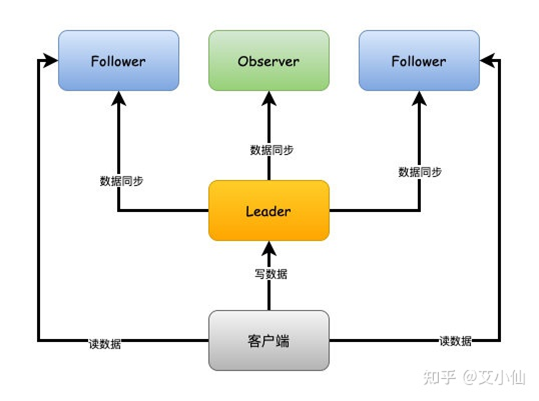 Follower
Observer
Follower
数据同步
数据同步
数据同步
Leader
写数据
客户端
读数据
读数据
知乎 @艾小仙